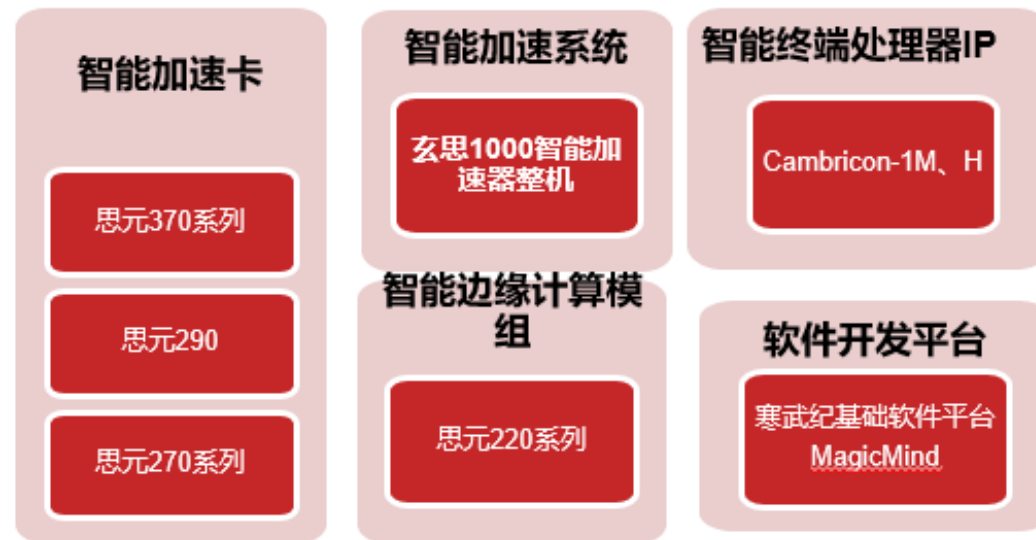 智能加速卡
思元370系列
思元290
思元270系列
智能加速系统
玄思1000智能加
速器整机
智能边缘计算模
组
思元220系列
智能终端处理器IP
Cambricon-1M、H
软件开发平台
寒武纪基础软件平台
MagicMind